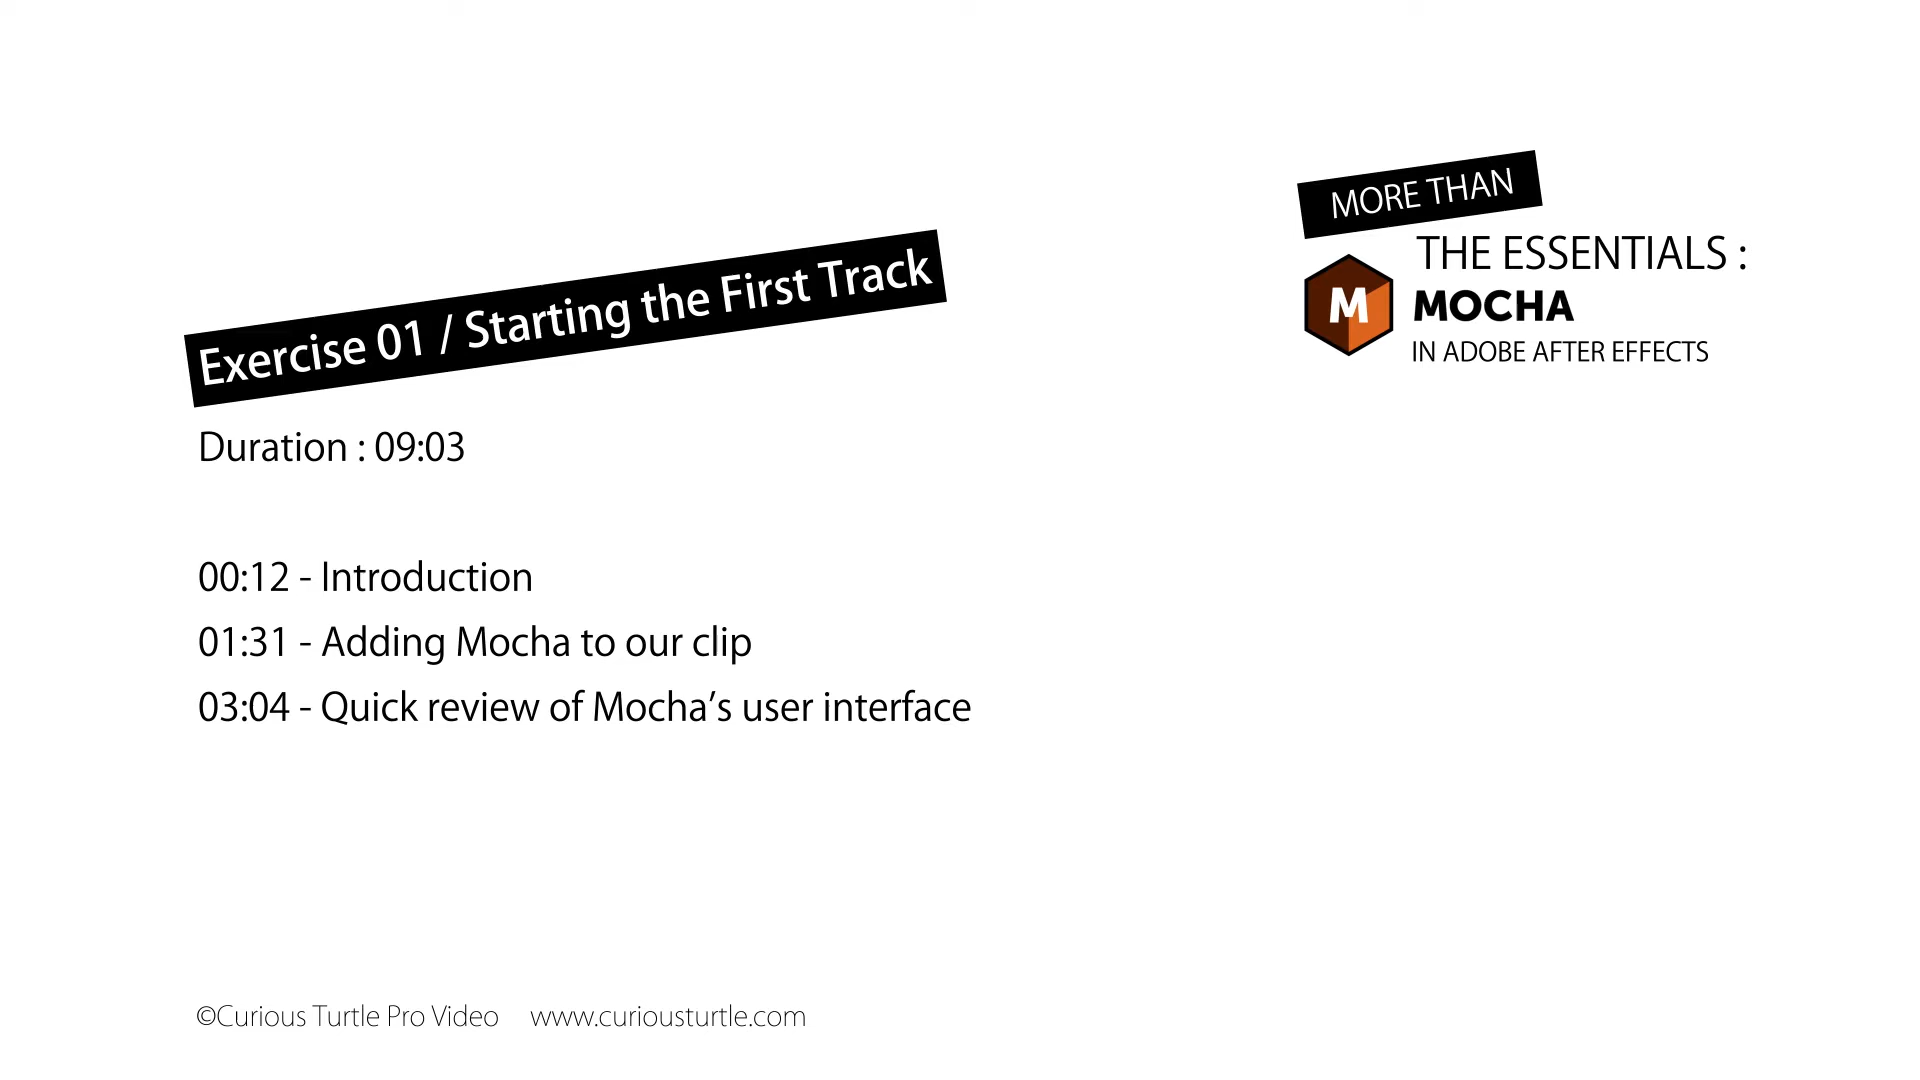 Exercise 01 / Starting the First Track
Duration : 09:03
00:12 - Introduction
01:31 - Adding Mocha to our clip
03:04 - Quick review of Mocha’s user interface
MORE THAN
THE ESSENTIALS :
M
MOCHA
IN ADOBE AFTER EFFECTS
©Curious Turtle Pro Video www.curiousturtle.com